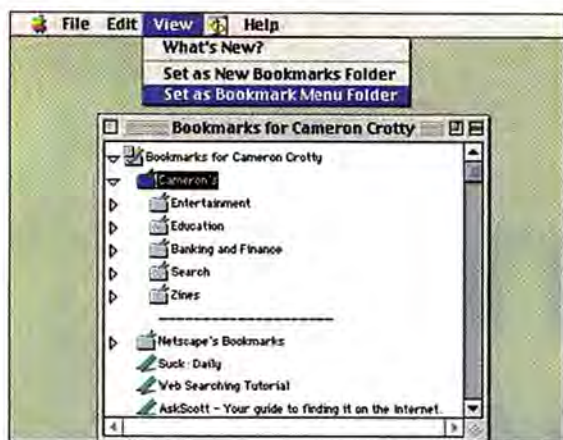 File Edit View Help
What's New?
Set as New Bookmarks Folder
Set as Bookmark Menu Folder
Bookmarks for Cameron Crotty
Bookmarks for Cameron Crotty
Cameron's
Entertainment
Education
Banking and Finance
Search
Zines
Netscape's Bookmarks
Suck: Daily
Web Searching Tutorial
AskScott - Your guide to finding it on the Internet.